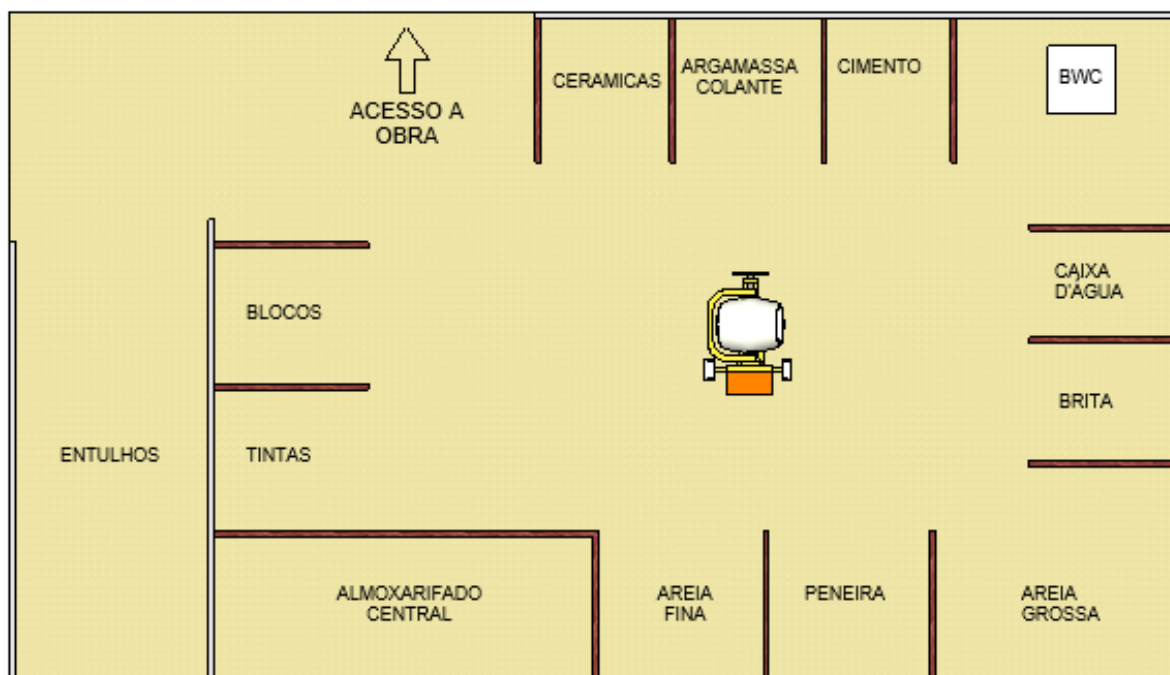 ACESSO A
OBRA
CERAMICAS
ARGAMASSA
COLANTE
CIMENTO
BWC
BLOCOS
CAIXA
D'ÁGUA
BRITA
ENTULHOS
TINTAS
ALMOXARIFADO
CENTRAL
AREIA
FINA
PENEIRA
AREIA
GROSSA